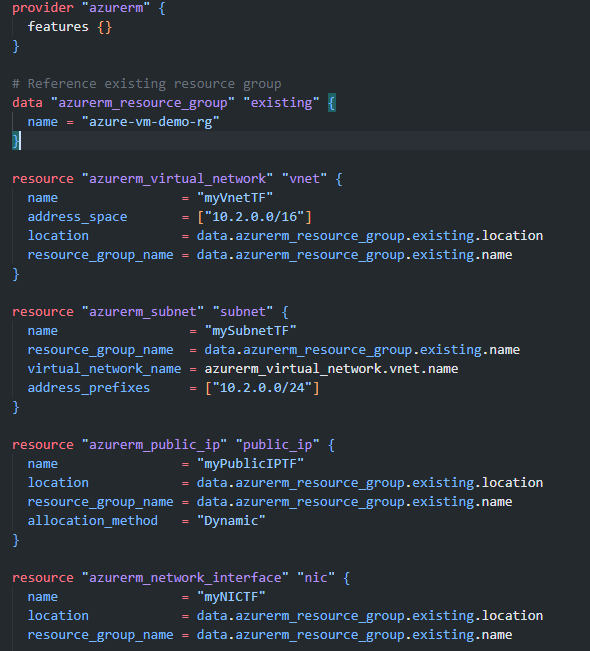 provider "azurerm" {
  features {}
}
# Reference existing resource group
data "azurerm_resource_group" "existing" {
  name = "azure-vm-demo-rg"
}
resource "azurerm_virtual_network" "vnet" {
  name                = "myVnetTF"
  address_space       = ["10.2.0.0/16"]
  location            = data.azurerm_resource_group.existing.location
  resource_group_name = data.azurerm_resource_group.existing.name
}
resource "azurerm_subnet" "subnet" {
  name                 = "mySubnetTF"
  resource_group_name  = data.azurerm_resource_group.existing.name
  virtual_network_name = azurerm_virtual_network.vnet.name
  address_prefixes     = ["10.2.0.0/24"]
}
resource "azurerm_public_ip" "public_ip" {
  name                = "myPublicIPTF"
  location            = data.azurerm_resource_group.existing.location
  resource_group_name = data.azurerm_resource_group.existing.name
  allocation_method   = "Dynamic"
}
resource "azurerm_network_interface" "nic" {
  name                = "myNICTF"
  location            = data.azurerm_resource_group.existing.location
  resource_group_name = data.azurerm_resource_group.existing.name